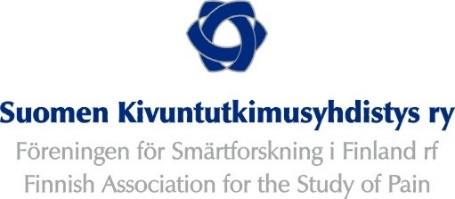 Suomen Kivuntutkimusyhdistys ry
Föreningen för Smärtforskning i Finland rf
Finnish Association for the Study of Pain